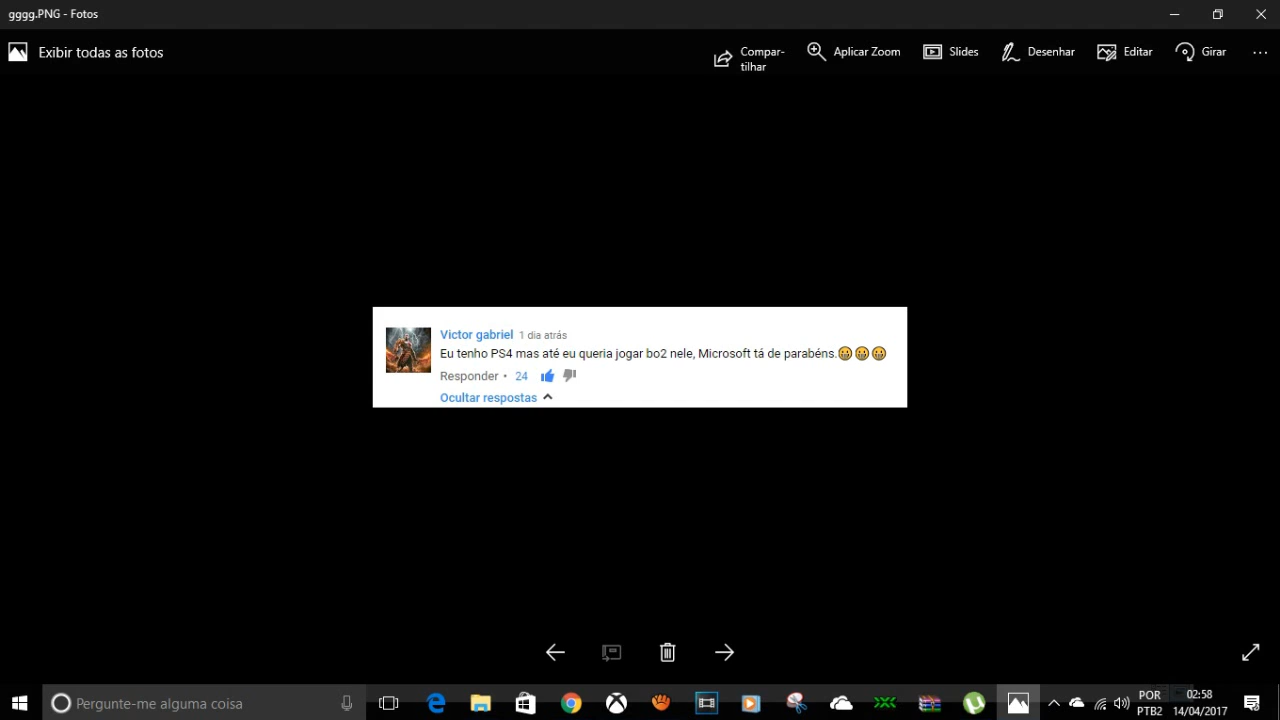 gggg.PNG - Fotos
Exibir todas as fotos
Compar-
tilhar
Aplicar Zoom
Slides
Desenhar
Editar
Girar
Victor gabriel 1 dia atrás
Eu tenho PS4 mas até eu queria jogar bo2 nele, Microsoft tá de parabéns.😀😀😀
Responder • 24
Ocultar respostas
Pergunte-me alguma coisa
POR
PTB2
02:58
14/04/2017